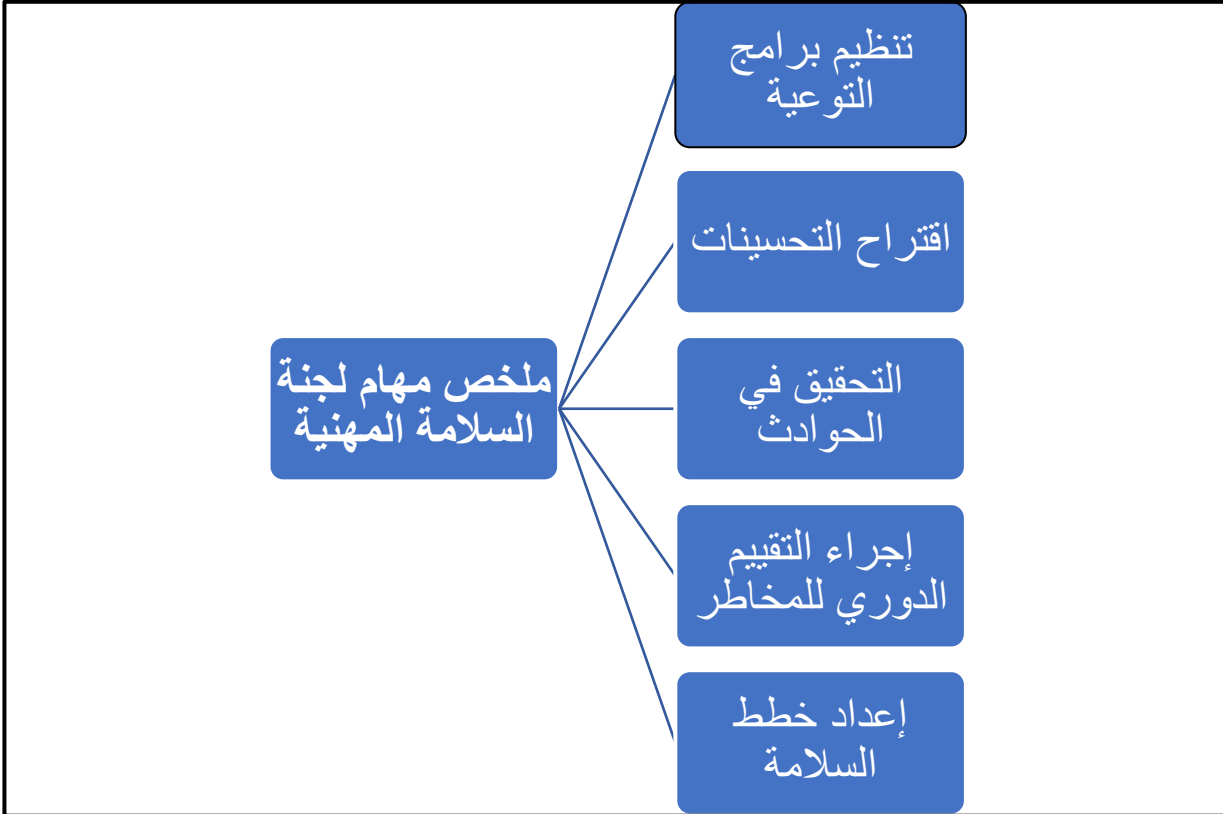 تنظيم برامج
التوعية
اقتراح التحسينات
ملخص مهام لجنة
السلامة المهنية
التحقيق في
الحوادث
إجراء التقييم
الدوري للمخاطر
إعداد خطط
السلامة